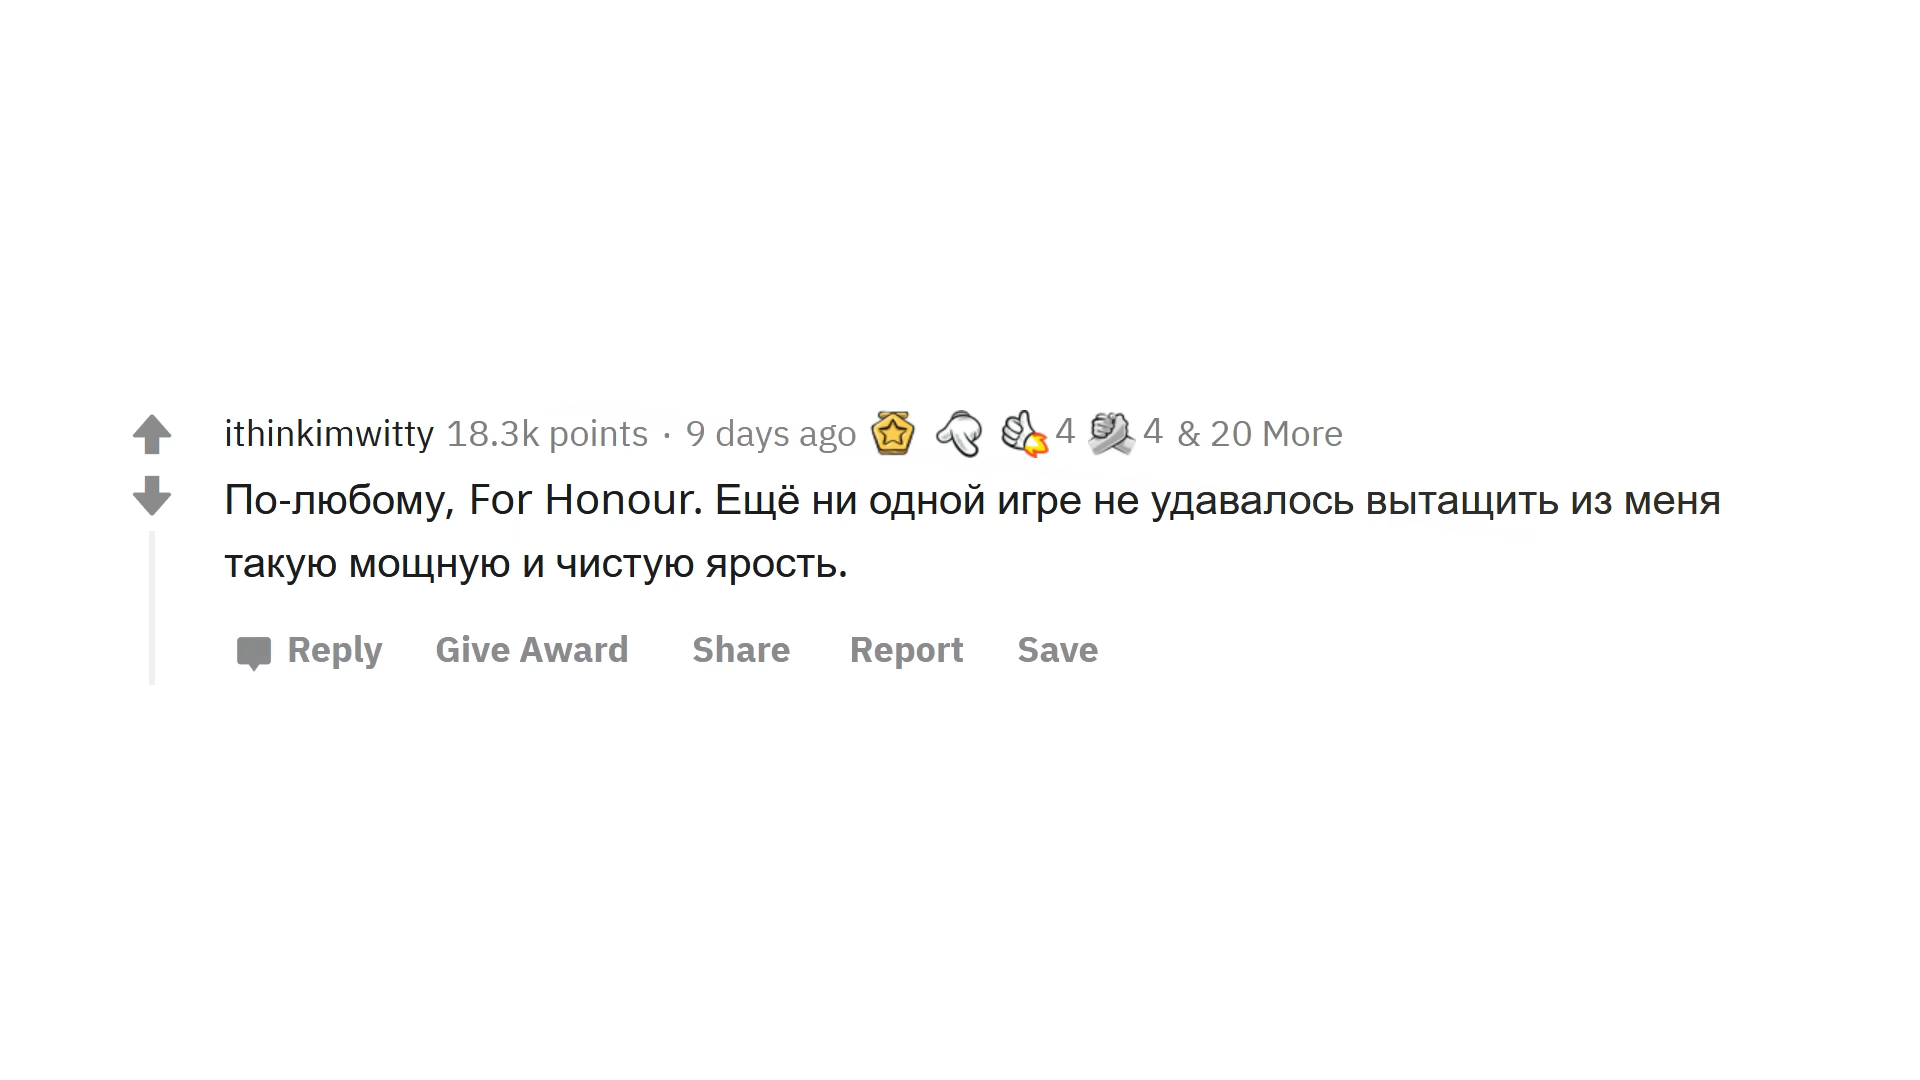 ithinkimwitty 18.3k points · 9 days ago 4 4 & 20 More
По-любому, For Honour. Ещё ни одной игре не удавалось вытащить из меня
такую мощную и чистую ярость.
Reply Give Award Share Report Save